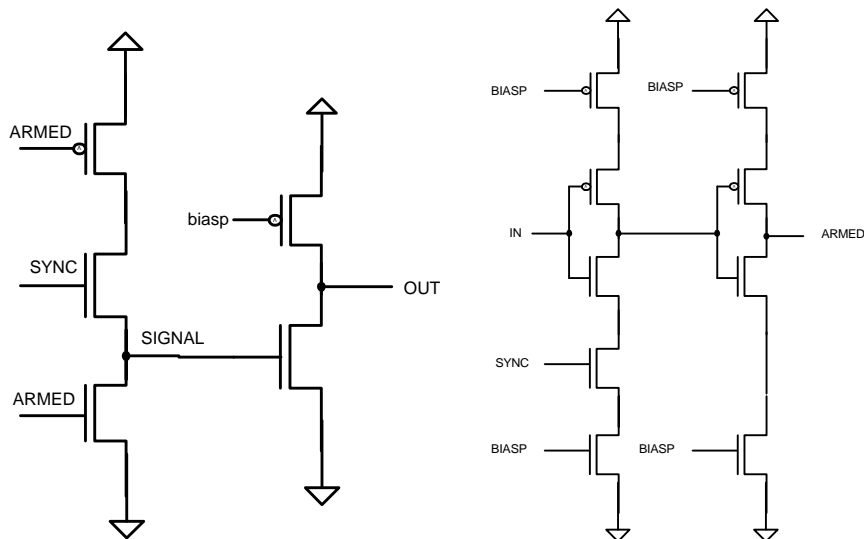 ARMED
biasp
SYNC
OUT
SIGNAL
ARMED
BIASP
BIASP
IN
ARMED
SYNC
BIASP
BIASP